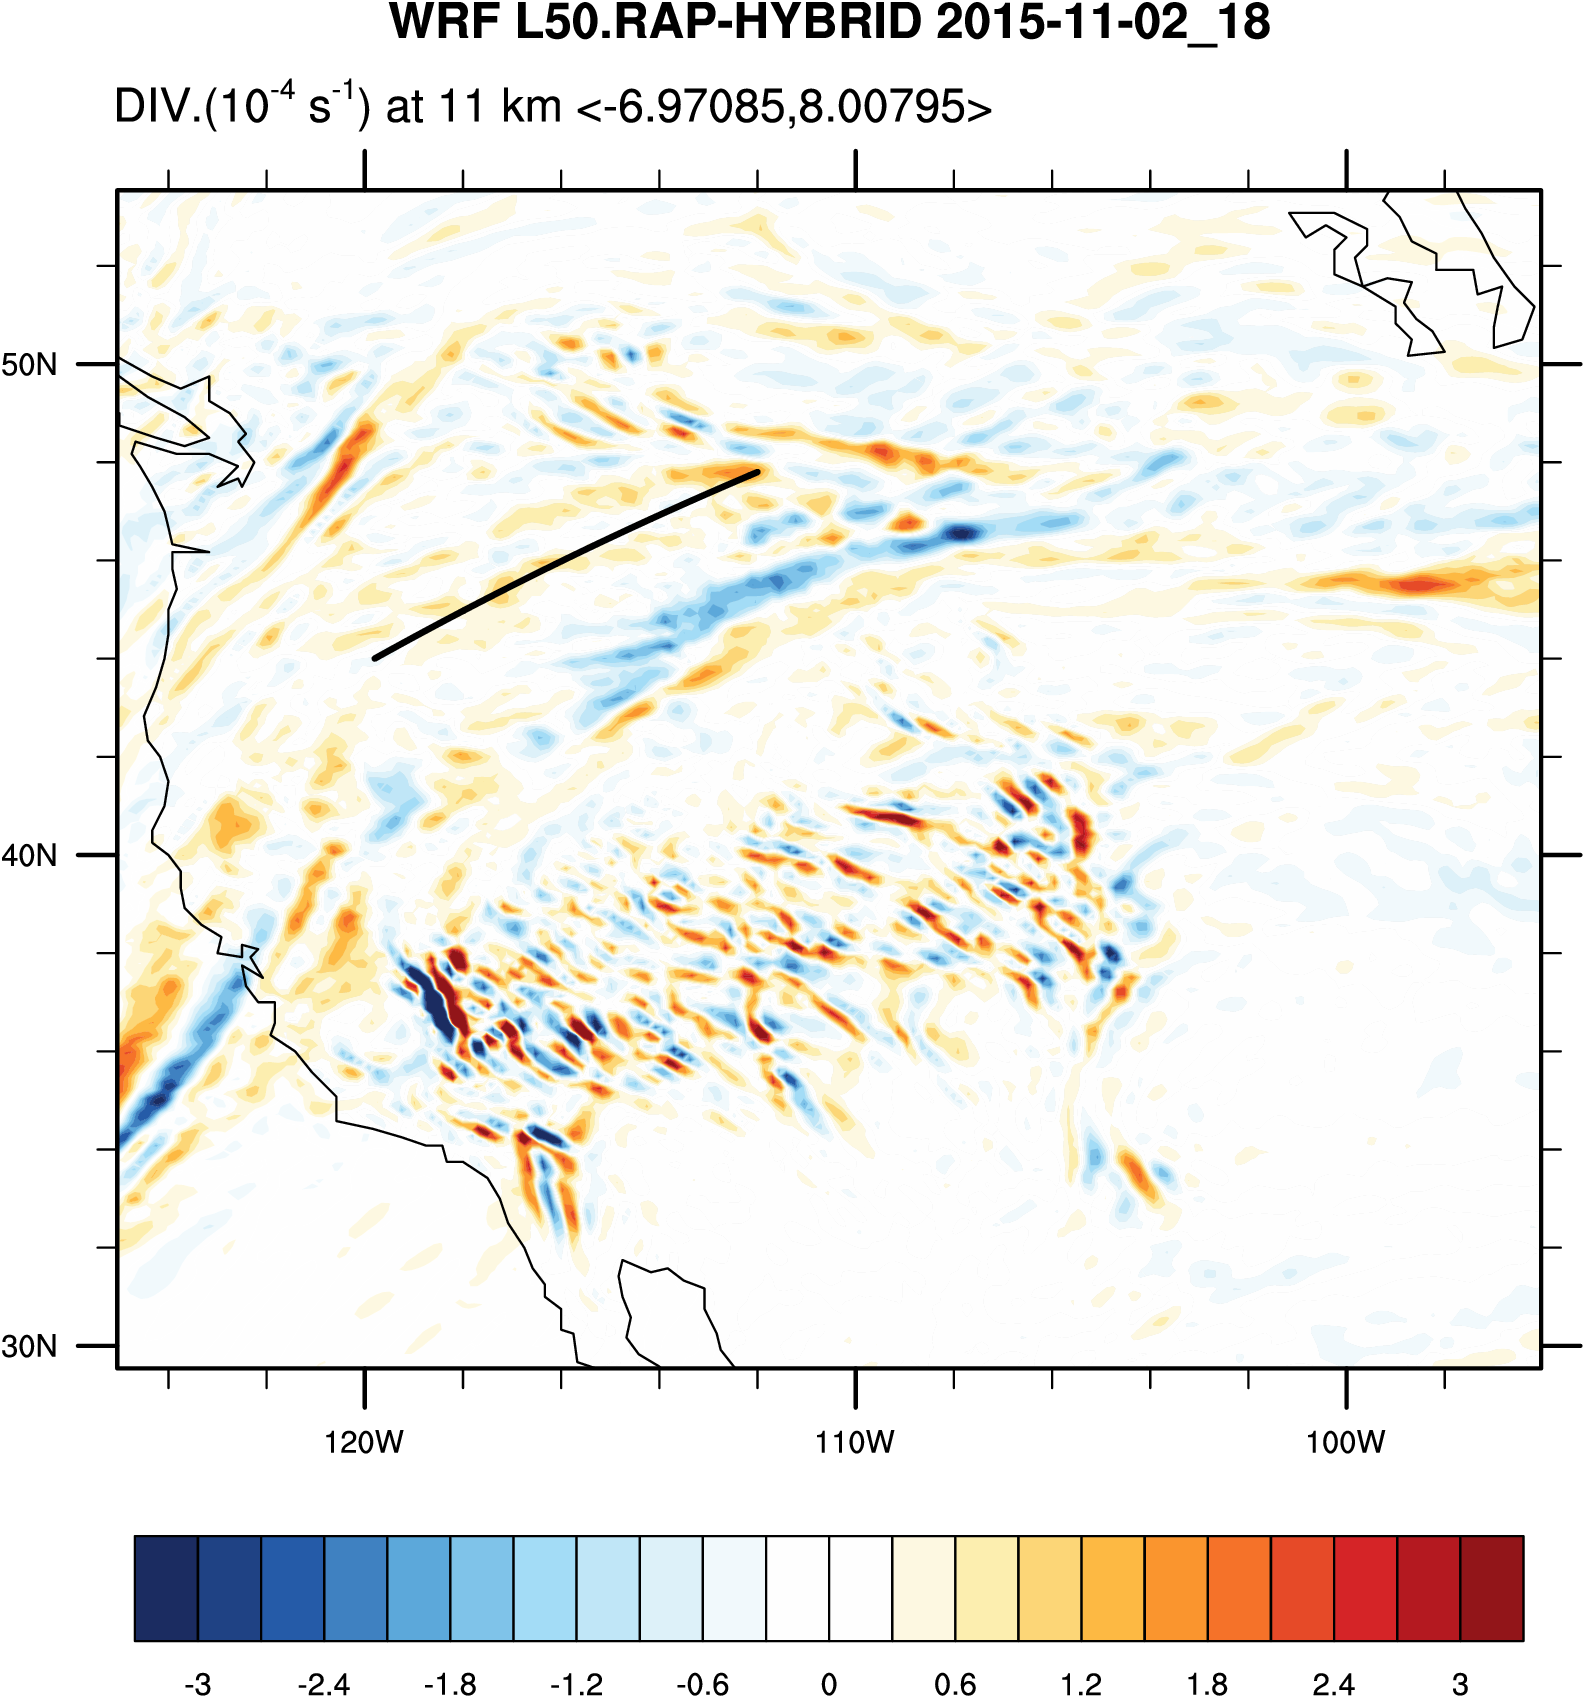 WRF L50.RAP-HYBRID 2015-11-02_18
DIV.(10⁻⁴ s⁻¹) at 11 km <-6.97085,8.00795>
50N
40N
30N
120W 110W 100W
-3 -2.4 -1.8 -1.2 -0.6 0 0.6 1.2 1.8 2.4 3